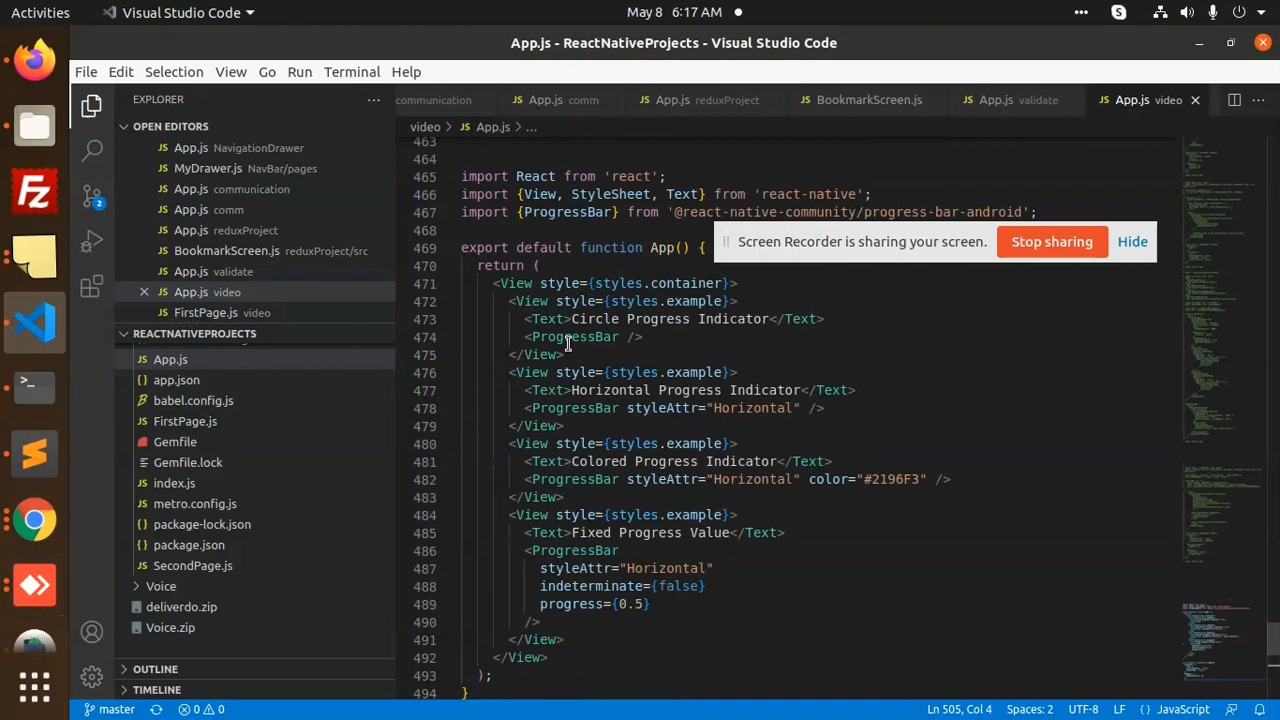 Activities
Visual Studio Code
May 8 6:17 AM
App.js - ReactNativeProjects - Visual Studio Code
File Edit Selection View Go Run Terminal Help
EXPLORER
communication
App.js comm
App.js reduxProject
BookmarkScreen.js
App.js validate
App.js video
video > App.js > ...
OPEN EDITORS
App.js NavigationDrawer
MyDrawer.js NavBar/pages
App.js communication
App.js comm
App.js reduxProject
BookmarkScreen.js reduxProject/src
App.js validate
App.js video
FirstPage.js video
REACTNATIVEPROJECTS
App.js
app.json
babel.config.js
FirstPage.js
Gemfile
Gemfile.lock
index.js
metro.config.js
package-lock.json
package.json
SecondPage.js
Voice
deliverdo.zip
Voice.zip
OUTLINE
TIMELINE
463
464
465 import React from 'react';
466 import {View, StyleSheet, Text} from 'react-native';
467 import {ProgressBar} from '@react-native-community/progress-bar-android';
468
469 export default function App() {
470 return (
471 <View style={styles.container}>
472 <View style={styles.example}>
473 <Text>Circle Progress Indicator</Text>
474 <ProgressBar />
475 </View>
476 <View style={styles.example}>
477 <Text>Horizontal Progress Indicator</Text>
478 <ProgressBar styleAttr="Horizontal" />
479 </View>
480 <View style={styles.example}>
481 <Text>Colored Progress Indicator</Text>
482 <ProgressBar styleAttr="Horizontal" color="#2196F3" />
483 </View>
484 <View style={styles.example}>
485 <Text>Fixed Progress Value</Text>
486 <ProgressBar
487 styleAttr="Horizontal"
488 indeterminate={false}
489 progress={0.5}
490 />
491 </View>
492 </View>
493 );
494 }
Screen Recorder is sharing your screen.
Stop sharing
Hide
2
master
0 0
Ln 505, Col 4
Spaces: 2
UTF-8
LF
JavaScript